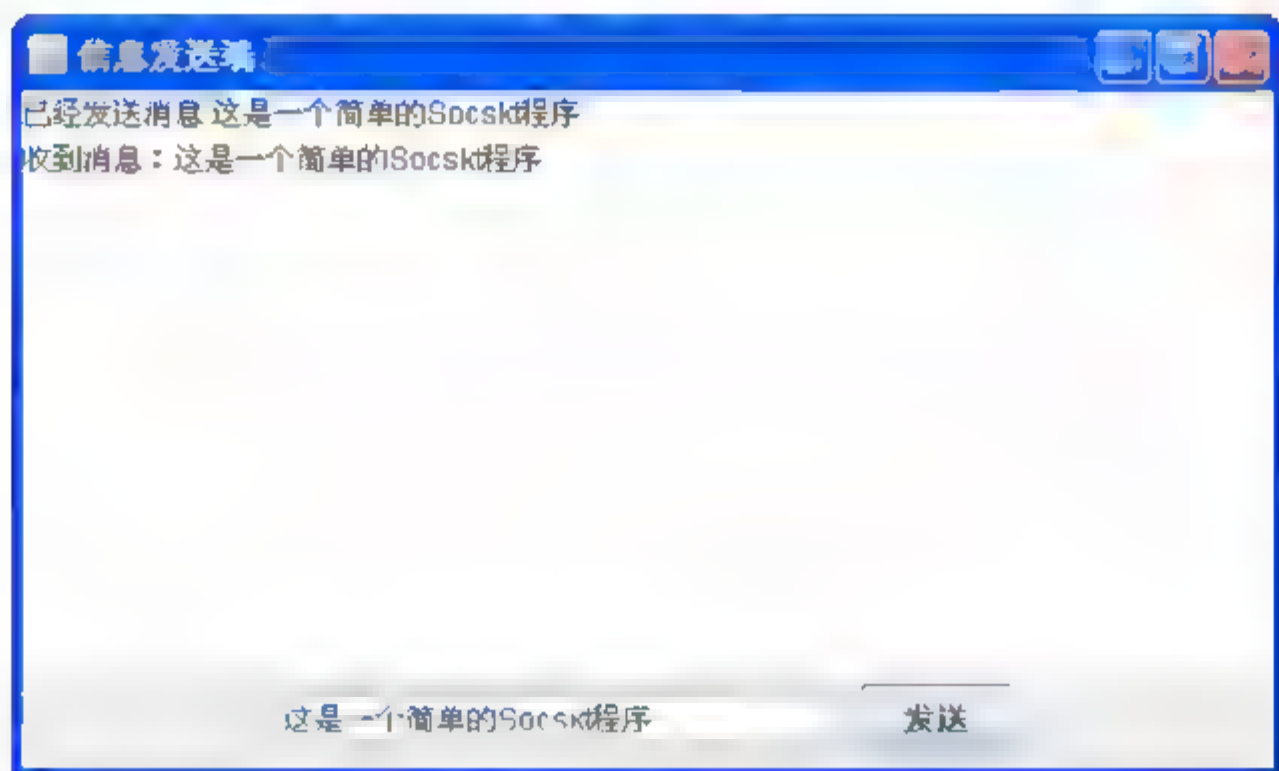 信息发送端
已经发送消息 这是一个简单的Socskt程序
收到消息：这是一个简单的Socskt程序
这是一个简单的Socskt程序
发送